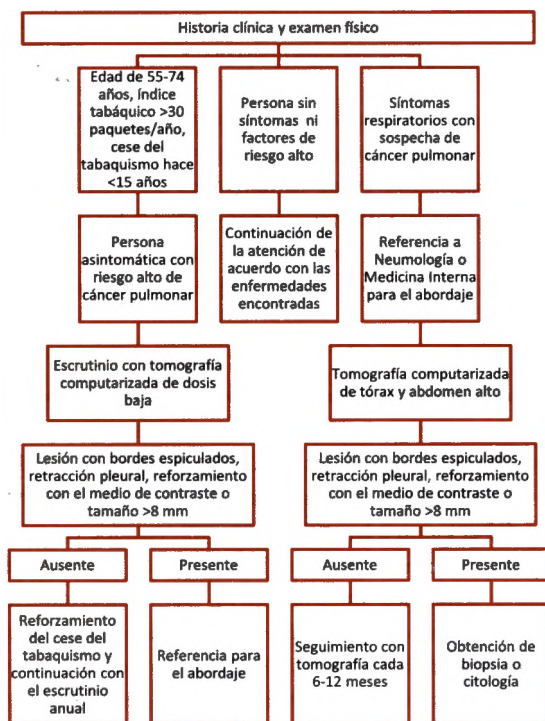 Historia clínica y examen físico
Edad de 55-74
años, índice
tabáquico >30
paquetes/año,
cese del
tabaquismo hace
<15 años
Persona sin
síntomas ni
factores de
riesgo alto
Síntomas
respiratorios con
sospecha de
cáncer pulmonar
Persona
asintomática con
riesgo alto de
cáncer pulmonar
Continuación de
la atención de
acuerdo con las
enfermedades
encontradas
Referencia a
Neumología o
Medicina Interna
para el abordaje
Escrutinio con tomografía
computarizada de dosis
baja
Tomografía computarizada
de tórax y abdomen alto
Lesión con bordes espiculados,
retracción pleural, reforzamiento
con el medio de contraste o
tamaño >8 mm
Lesión con bordes espiculados,
retracción pleural, reforzamiento
con el medio de contraste o
tamaño >8 mm
Ausente
Presente
Ausente
Presente
Reforzamiento
del cese del
tabaquismo y
continuación con
el escrutinio
anual
Referencia para
el abordaje
Seguimiento con
tomografía cada
6-12 meses
Obtención de
biopsia o
citología